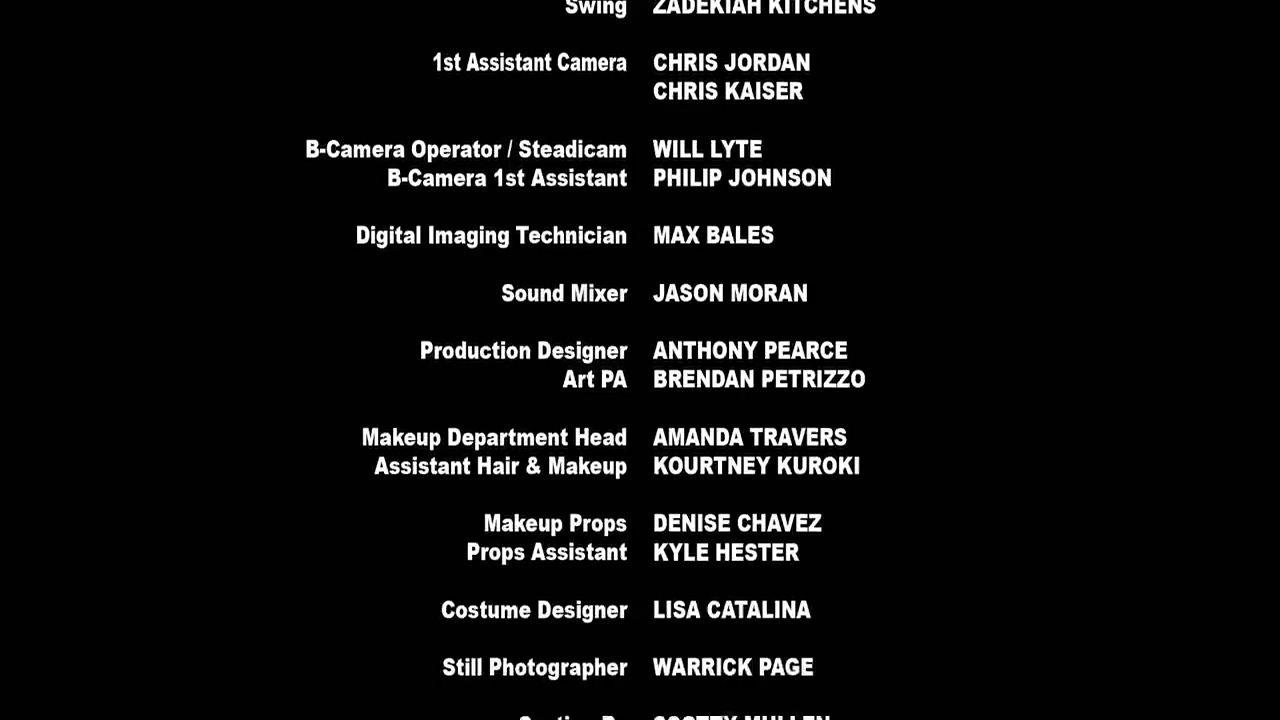 Swing ZADEKIAH KITCHENS
1st Assistant Camera CHRIS JORDAN
CHRIS KAISER
B-Camera Operator / Steadicam WILL LYTE
B-Camera 1st Assistant PHILIP JOHNSON
Digital Imaging Technician MAX BALES
Sound Mixer JASON MORAN
Production Designer ANTHONY PEARCE
Art PA BRENDAN PETRIZZO
Makeup Department Head AMANDA TRAVERS
Assistant Hair & Makeup KOURTNEY KUROKI
Makeup Props DENISE CHAVEZ
Props Assistant KYLE HESTER
Costume Designer LISA CATALINA
Still Photographer WARRICK PAGE